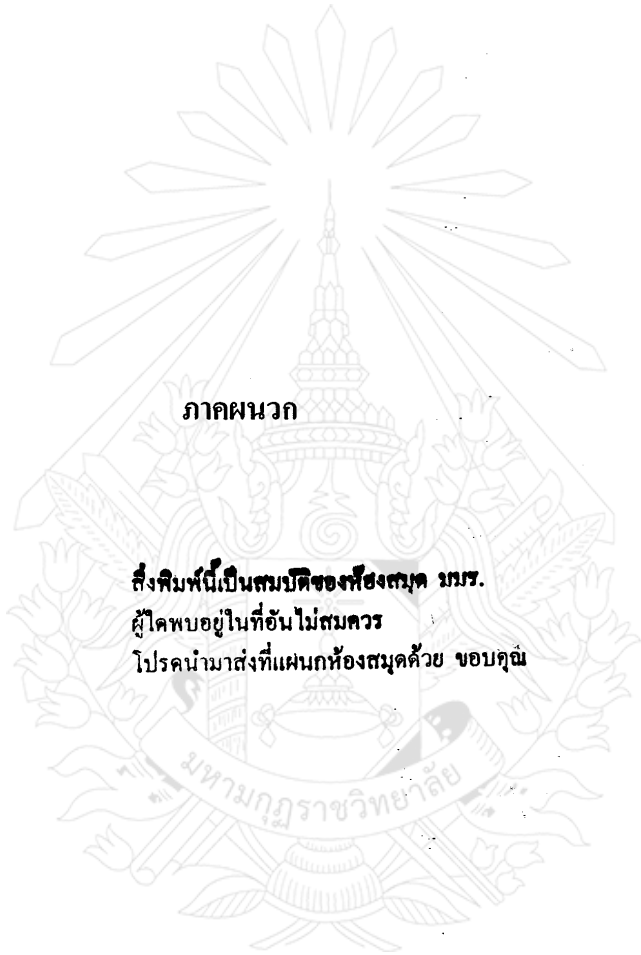 ภาคผนวก
สิ่งพิมพ์นี้เป็นสมบัติของห้องสมุด มมร.
ผู้ใดพบอยู่ในที่อันไม่สมควร
โปรดนำมาส่งที่แผนกห้องสมุดด้วย ขอบคุณ
มหามกุฏราชวิทยาลัย